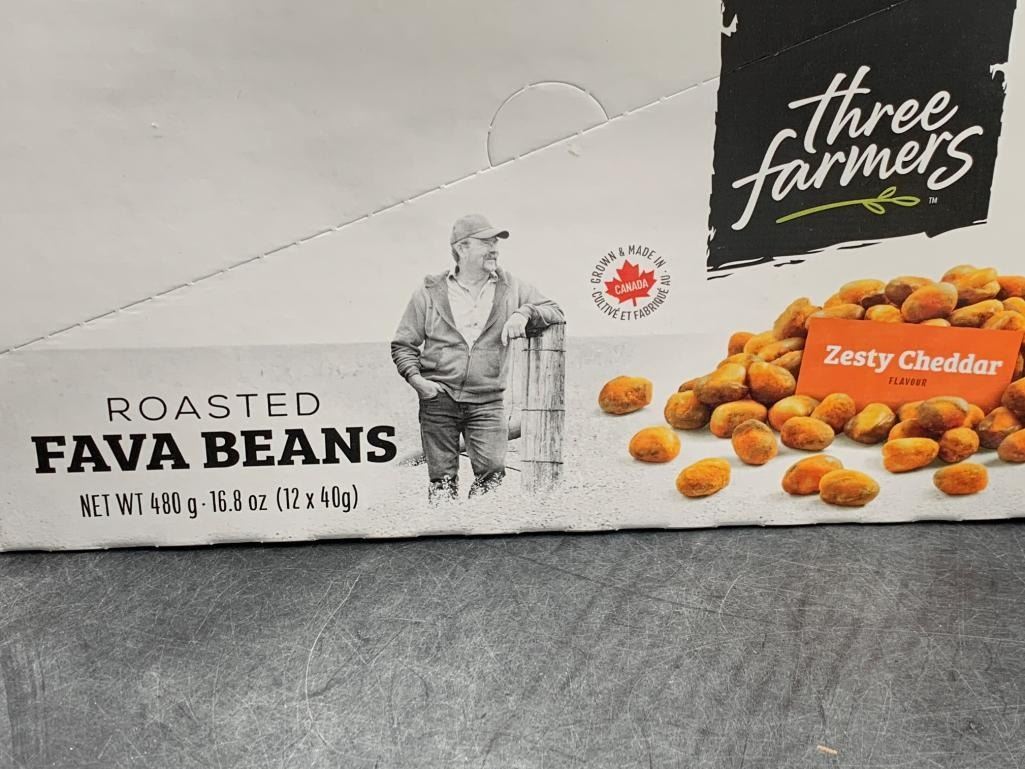 three
farmers™
GROWN & MADE IN
CANADA
CULTIVÉ ET FABRIQUÉ AU
Zesty Cheddar
FLAVOUR
ROASTED
FAVA BEANS
NET WT 480 g · 16.8 oz (12 x 40g)